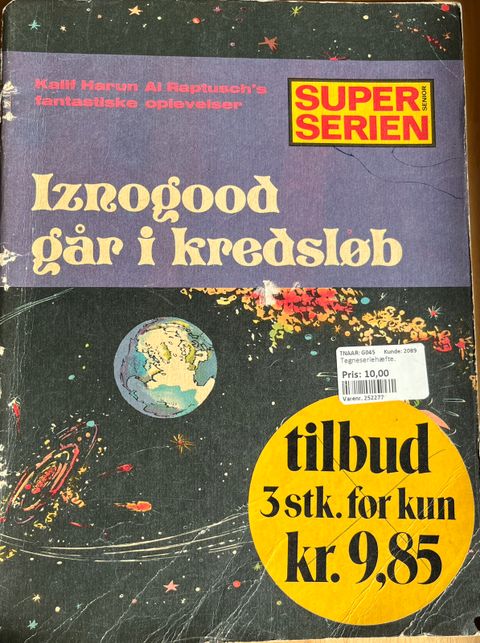 Kalif Harun Al Raptusch's
fantastiske oplevelser
SUPER
SENIOR
SERIEN
Iznogood
går i kredsløb
TNAAR: G045 Kunde: 2089
Tegneseriehæfte.
Pris: 10,00
Varenr. 252277
tilbud
3 stk. for kun
kr. 9,85